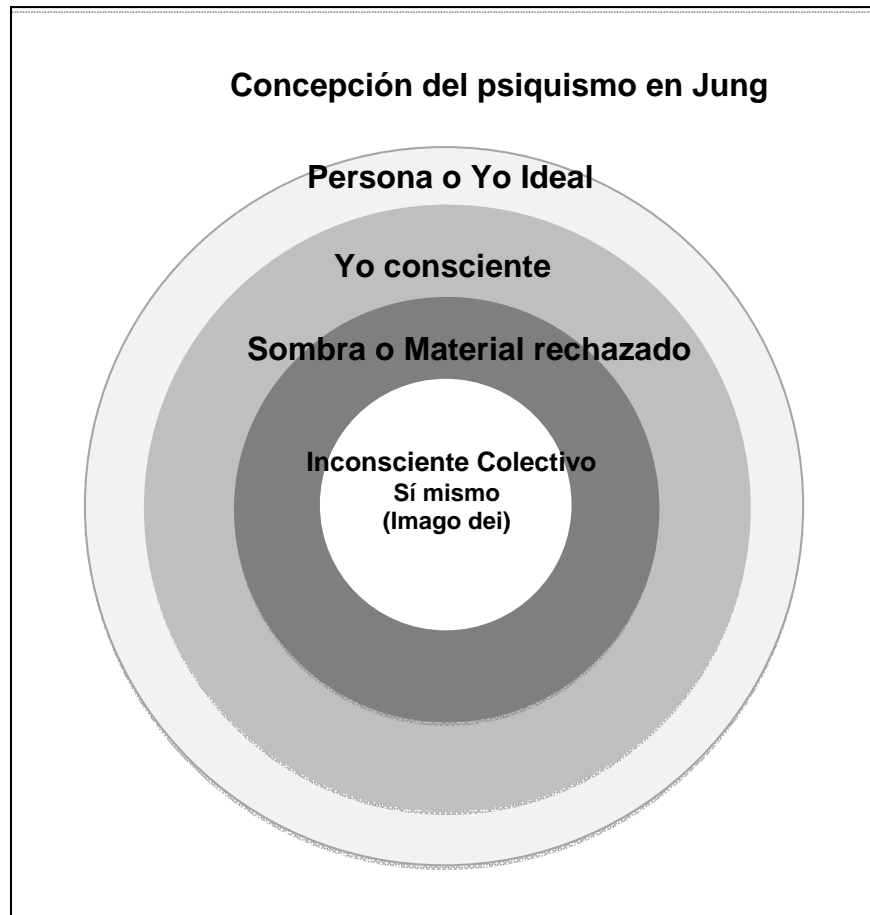 Concepción del psiquismo en Jung
Persona o Yo Ideal
Yo consciente
Sombra o Material rechazado
Inconsciente Colectivo
Sí mismo
(Imago dei)